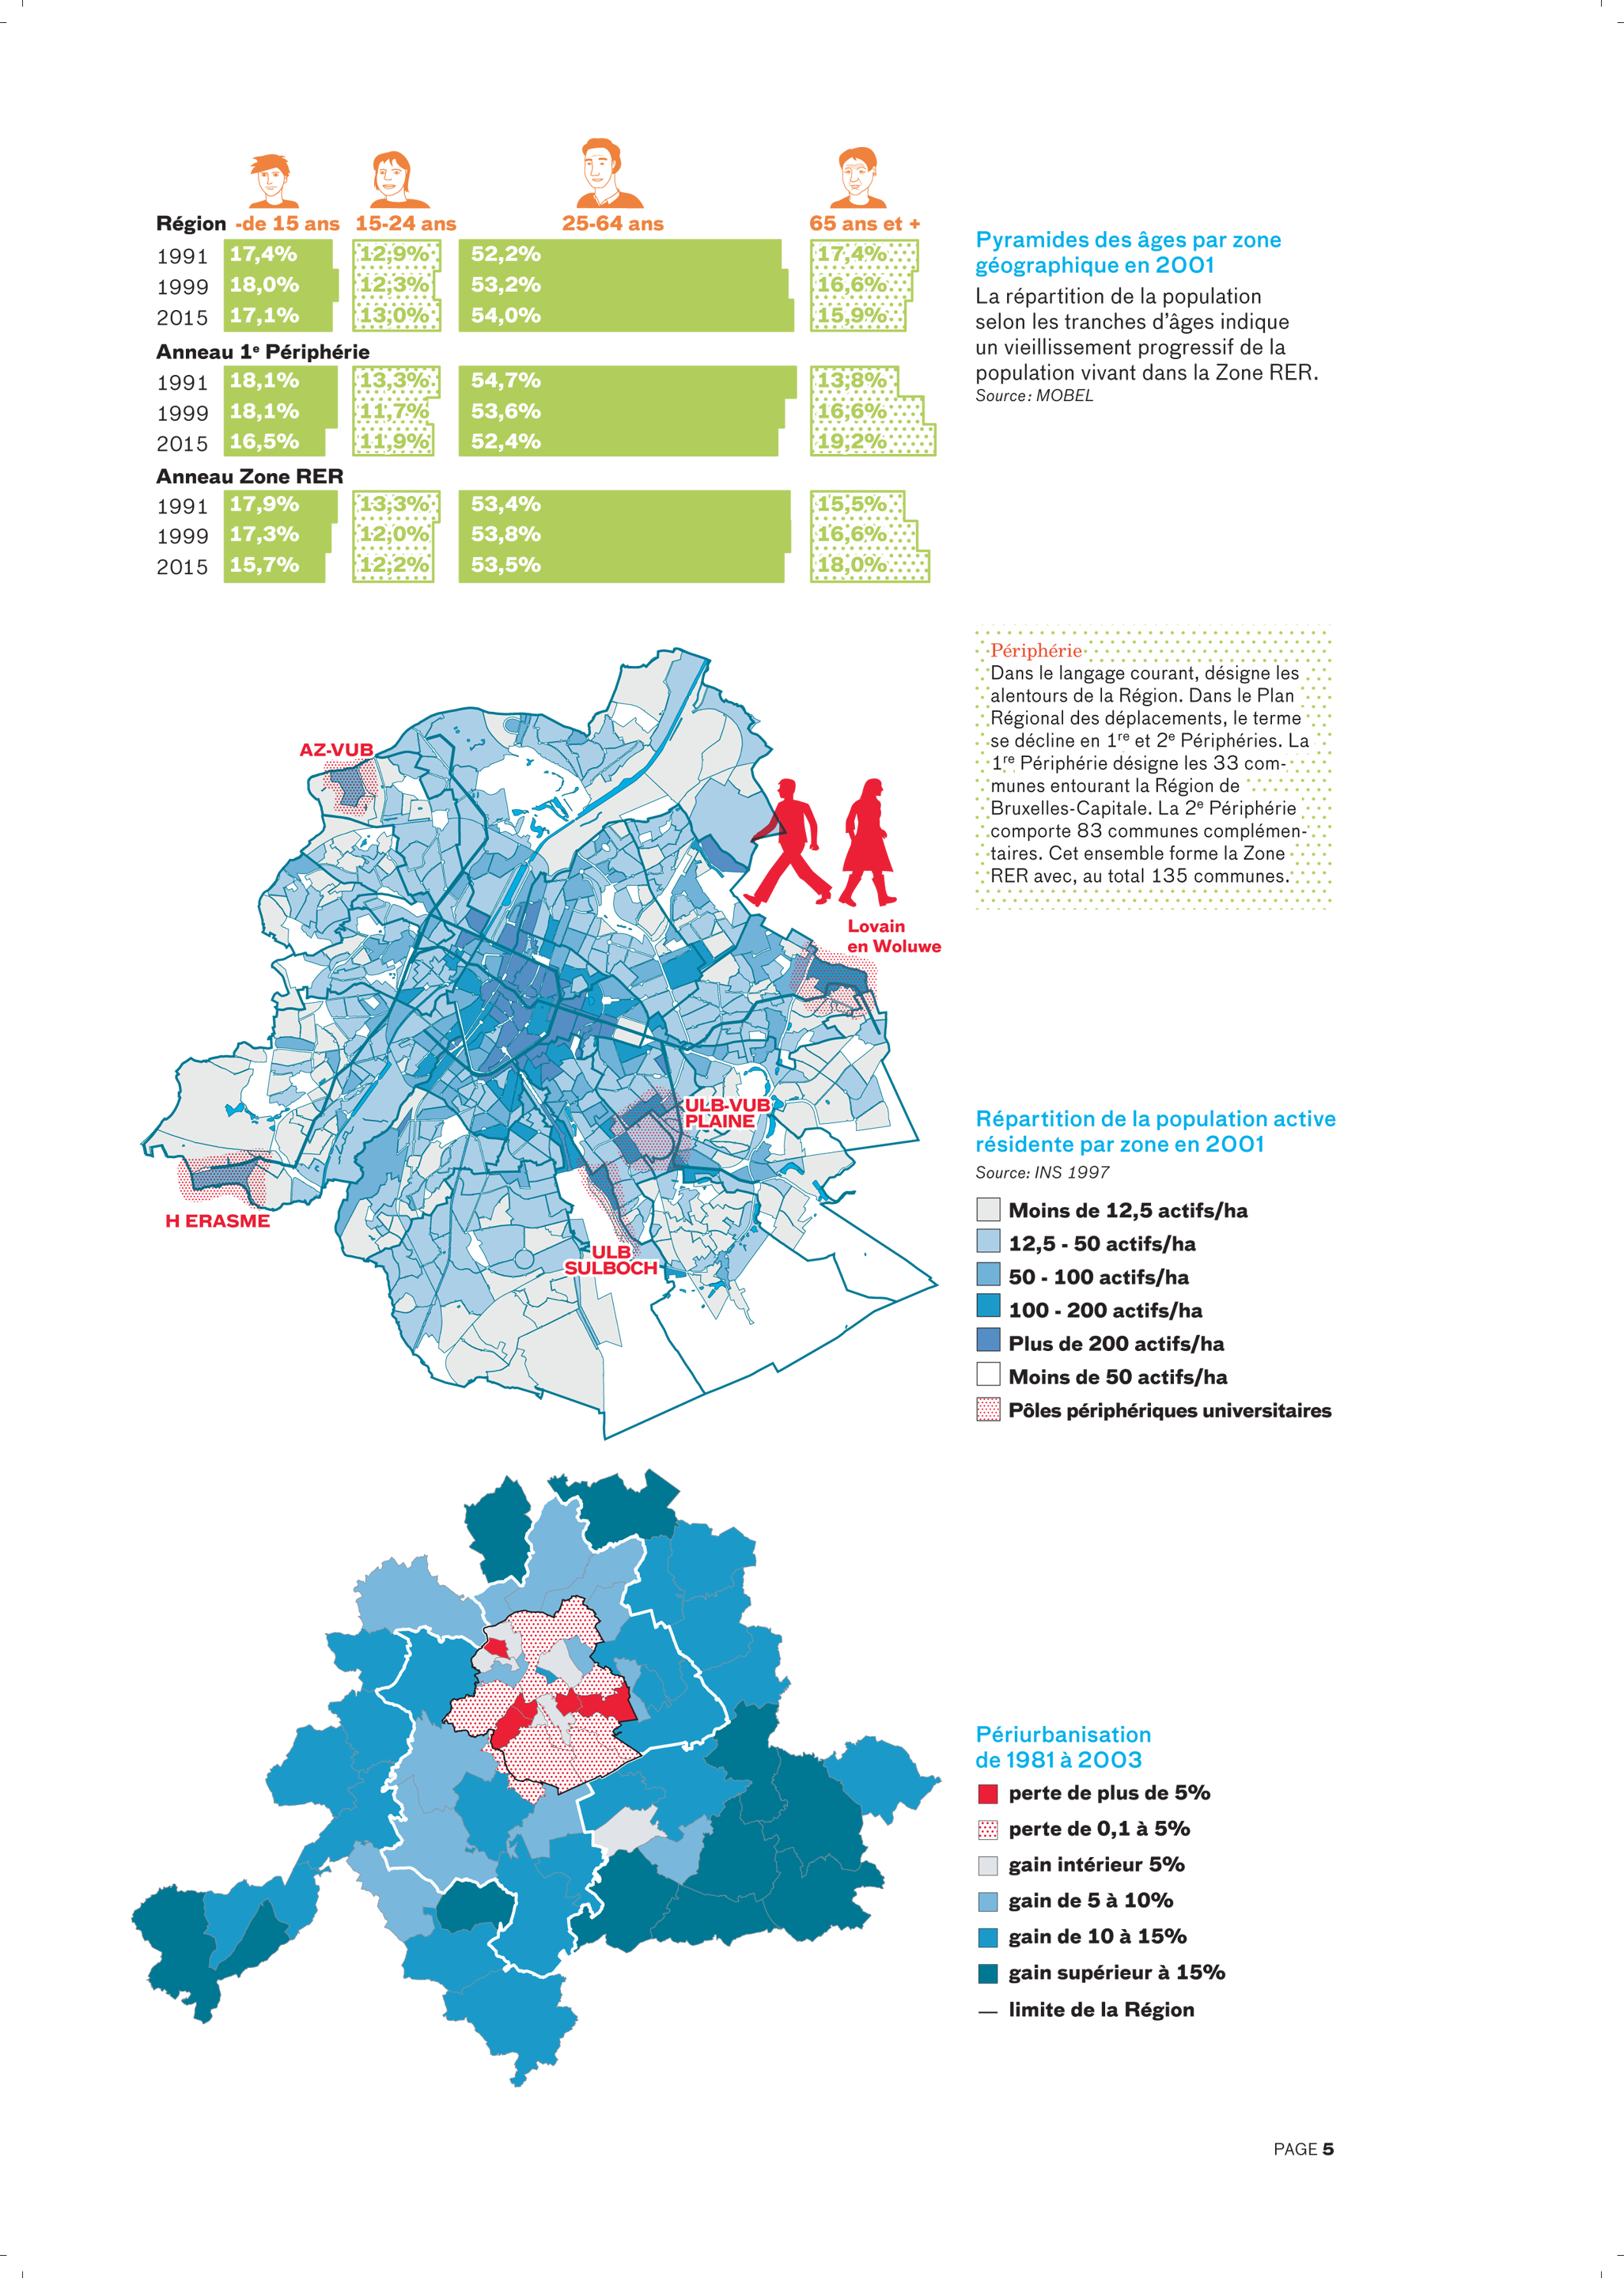 Région -de 15 ans 15-24 ans 25-64 ans 65 ans et +
1991 17,4% 12,9% 52,2% 17,4%
1999 18,0% 12,3% 53,2% 16,6%
2015 17,1% 13,0% 54,0% 15,9%
Anneau 1e Périphérie
1991 18,1% 13,3% 54,7% 13,8%
1999 18,1% 11,7% 53,6% 16,6%
2015 16,5% 11,9% 52,4% 19,2%
Anneau Zone RER
1991 17,9% 13,3% 53,4% 15,5%
1999 17,3% 12,0% 53,8% 16,6%
2015 15,7% 12,2% 53,5% 18,0%
Pyramides des âges par zone
géographique en 2001
La répartition de la population
selon les tranches d'âges indique
un vieillissement progressif de la
population vivant dans la Zone RER.
Source: MOBEL
Périphérie
Dans le langage courant, désigne les
alentours de la Région. Dans le Plan
Régional des déplacements, le terme
se décline en 1re et 2e Périphéries. La
1re Périphérie désigne les 33 com-
munes entourant la Région de
Bruxelles-Capitale. La 2e Périphérie
comporte 83 communes complémen-
taires. Cet ensemble forme la Zone
RER avec, au total 135 communes.
AZ-VUB
Lovain
en Woluwe
ULB-VUB
PLAINE
H ERASME
ULB
SULBOCH
Répartition de la population active
résidente par zone en 2001
Source: INS 1997
Moins de 12,5 actifs/ha
12,5 - 50 actifs/ha
50 - 100 actifs/ha
100 - 200 actifs/ha
Plus de 200 actifs/ha
Moins de 50 actifs/ha
Pôles périphériques universitaires
Périurbanisation
de 1981 à 2003
perte de plus de 5%
perte de 0,1 à 5%
gain intérieur 5%
gain de 5 à 10%
gain de 10 à 15%
gain supérieur à 15%
limite de la Région
PAGE 5